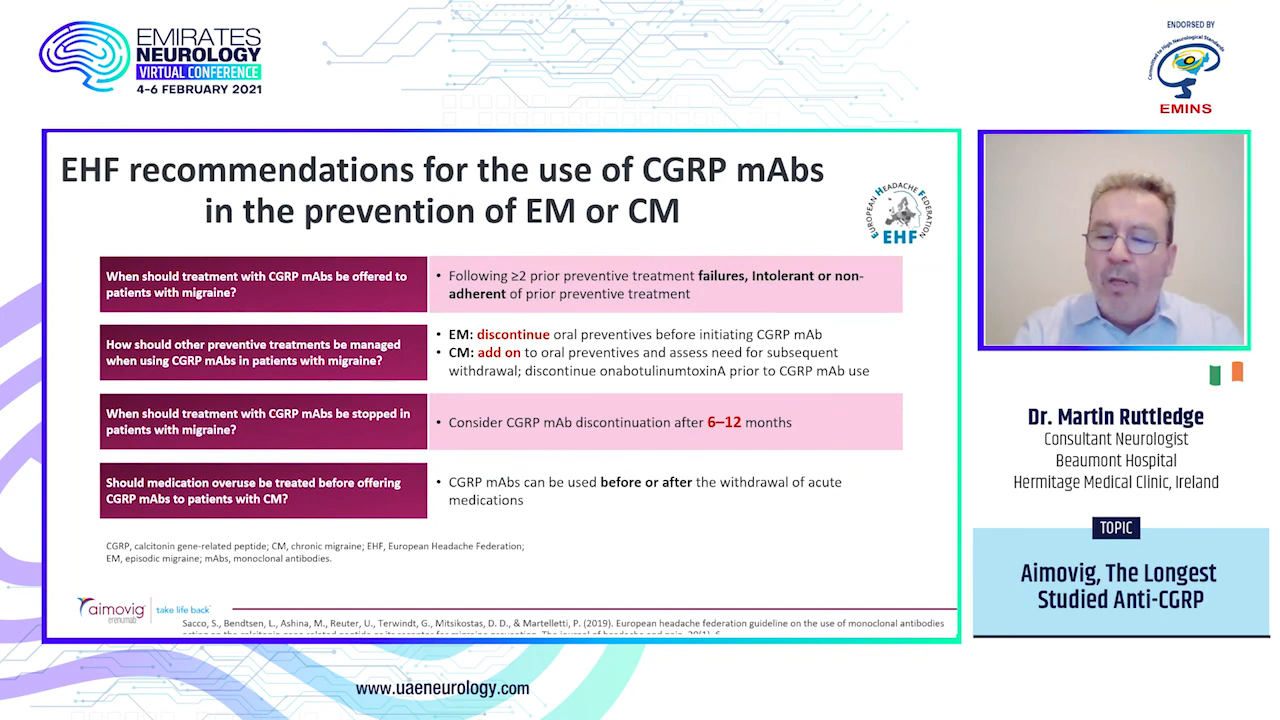 EMIRATES
NEUROLOGY
VIRTUAL CONFERENCE
4-6 FEBRUARY 2021
ENDORSED BY
Committed to High Neurological Standards
EMINS
EHF recommendations for the use of CGRP mAbs
in the prevention of EM or CM
EUROPEAN HEADACHE FEDERATION
EHF
When should treatment with CGRP mAbs be offered to
patients with migraine?
• Following ≥2 prior preventive treatment failures, Intolerant or non-
adherent of prior preventive treatment
How should other preventive treatments be managed
when using CGRP mAbs in patients with migraine?
• EM: discontinue oral preventives before initiating CGRP mAb
• CM: add on to oral preventives and assess need for subsequent
withdrawal; discontinue onabotulinumtoxinA prior to CGRP mAb use
When should treatment with CGRP mAbs be stopped in
patients with migraine?
• Consider CGRP mAb discontinuation after 6–12 months
Should medication overuse be treated before offering
CGRP mAbs to patients with CM?
• CGRP mAbs can be used before or after the withdrawal of acute
medications
CGRP, calcitonin gene-related peptide; CM, chronic migraine; EHF, European Headache Federation;
EM, episodic migraine; mAbs, monoclonal antibodies.
aimovig
erenumab
take life back
Sacco, S., Bendtsen, L., Ashina, M., Reuter, U., Terwindt, G., Mitsikostas, D. D., & Martelletti, P. (2019). European headache federation guideline on the use of monoclonal antibodies
Dr. Martin Ruttledge
Consultant Neurologist
Beaumont Hospital
Hermitage Medical Clinic, Ireland
TOPIC
Aimovig, The Longest
Studied Anti-CGRP
www.uaeneurology.com